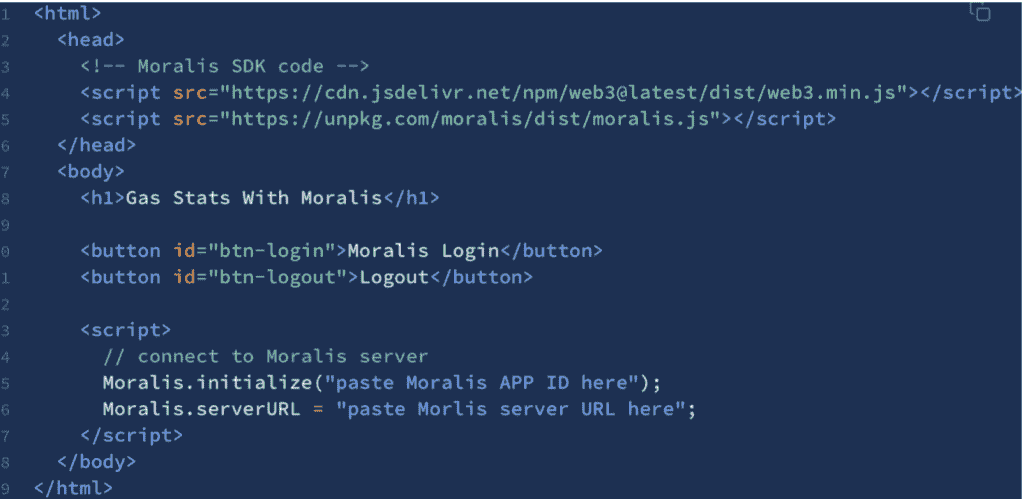 1 <html>
2 <head>
3 <!-- Moralis SDK code -->
4 <script src="https://cdn.jsdelivr.net/npm/web3@latest/dist/web3.min.js"></script>
5 <script src="https://unpkg.com/moralis/dist/moralis.js"></script>
6 </head>
7 <body>
8 <h1>Gas Stats With Moralis</h1>
9
0 <button id="btn-login">Moralis Login</button>
1 <button id="btn-logout">Logout</button>
2
3 <script>
4 // connect to Moralis server
5 Moralis.initialize("paste Moralis APP ID here");
6 Moralis.serverURL = "paste Morlis server URL here";
7 </script>
8 </body>
9 </html>